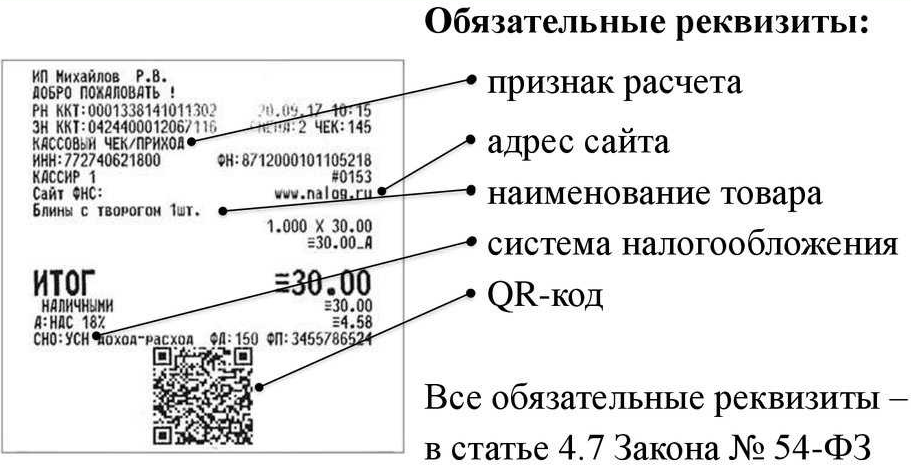 Обязательные реквизиты:
ИП Михайлов Р.В.
ДОБРО ПОЖАЛОВАТЬ !
РН ККТ:0001338141011302 20.09.17 10:15
ЗН ККТ:0424400012067116 СМЕНА:2 ЧЕК:145
КАССОВЫЙ ЧЕК/ПРИХОД
ИНН:772740621800 ФН:8712000101105218
КАССИР 1 #0153
Сайт ФНС: www.nalog.ru
Блины с творогом 1шт.
1.000 X 30.00
≡30.00_А
ИТОГ ≡30.00
НАЛИЧНЫМИ ≡30.00
А:НДС 18% ≡4.58
СНО:УСН доход-расход ФД:150 ФП:3455786524
• признак расчета
• адрес сайта
• наименование товара
• система налогообложения
• QR-код
Все обязательные реквизиты –
в статье 4.7 Закона № 54-ФЗ